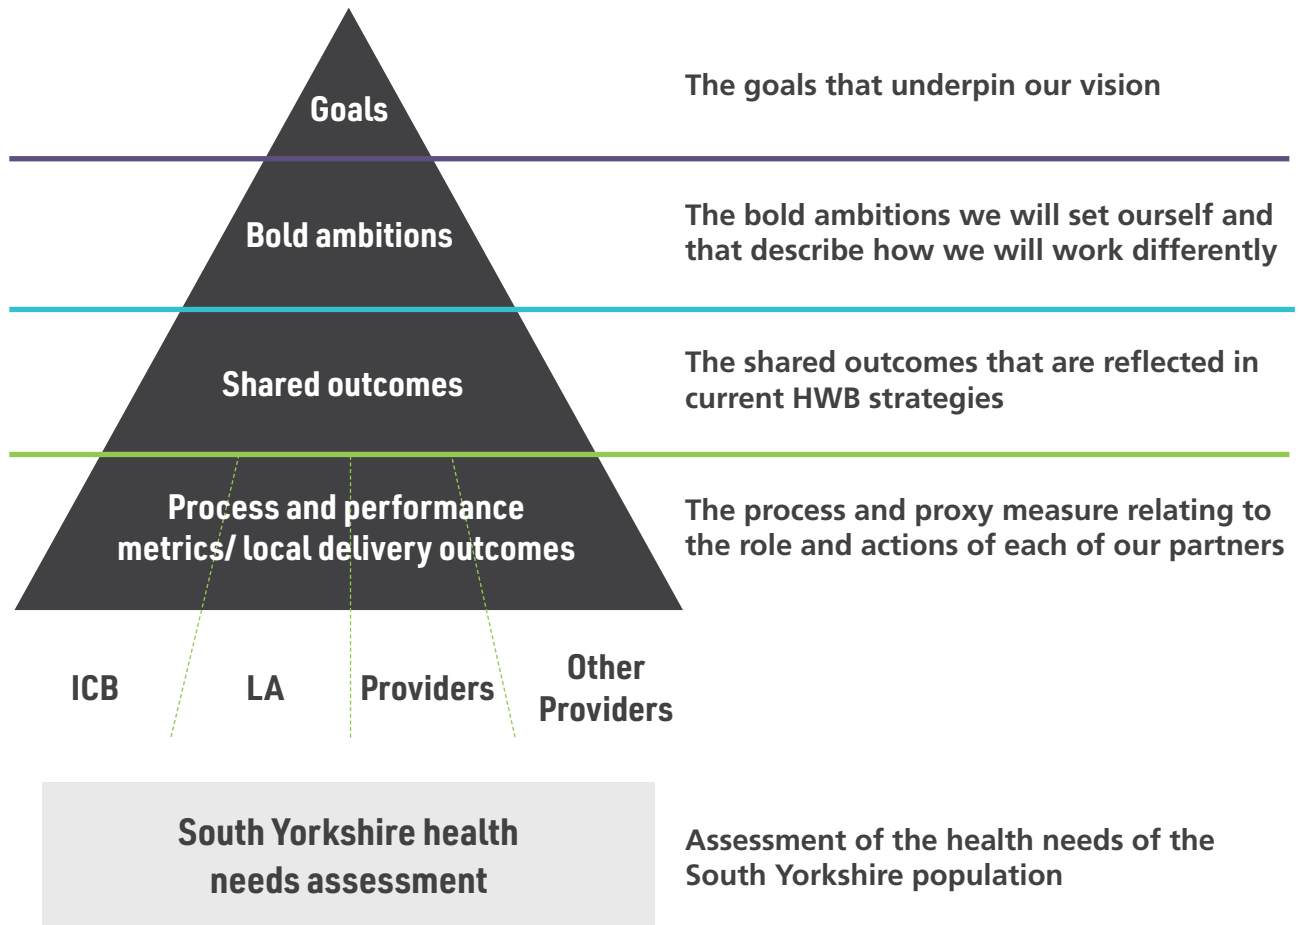 Goals
The goals that underpin our vision
Bold ambitions
The bold ambitions we will set ourself and
that describe how we will work differently
Shared outcomes
The shared outcomes that are reflected in
current HWB strategies
Process and performance
metrics/ local delivery outcomes
The process and proxy measure relating to
the role and actions of each of our partners
ICB
LA
Providers
Other
Providers
South Yorkshire health
needs assessment
Assessment of the health needs of the
South Yorkshire population